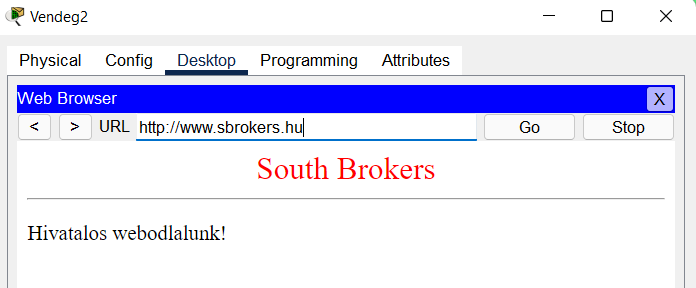 Vendeg2
Physical Config Desktop Programming Attributes
Web Browser X
< > URL http://www.sbrokers.hu Go Stop
South Brokers
Hivatalos webodlalunk!